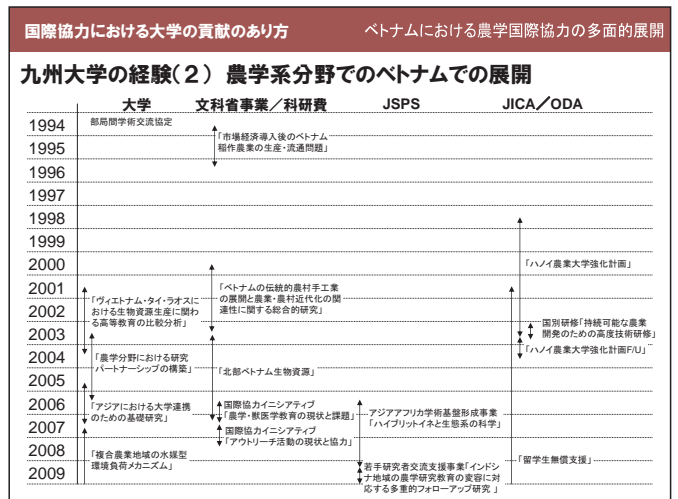 国際協力における大学の貢献のあり方
ベトナムにおける農学国際協力の多面的展開
九州大学の経験(2) 農学系分野でのベトナムでの展開
大学
文科省事業/科研費
JSPS
JICA/ODA
1994
部局間学術交流協定
「市場経済導入後のベトナム
1995
稲作農業の生産・流通問題」
1996
1997
1998
1999
2000
「ハノイ農業大学強化計画」
2001
「ヴィエトナム・タイ・ラオスに
おける生物資源生産に関わ
る高等教育の比較分析」
「ベトナムの伝統的農村手工業
の展開と農業・農村近代化の関
連性に関する総合的研究」
2002
国別研修「持続可能な農業
開発のための高度技術研修」
2003
2004
「農学分野における研究
パートナーシップの構築」
「北部ベトナム生物資源」
「ハノイ農業大学強化計画F/U」
2005
2006
「アジアにおける大学連携
のための基礎研究」
国際協力イニシアティブ
「農学・獣医学教育の現状と課題」
アジアアフリカ学術基盤形成事業
「ハイブリットイネと生態系の科学」
2007
国際協力イニシアティブ
「アウトリーチ活動の現状と協力」
2008
「複合農業地域の水媒型
環境負荷メカニズム」
「留学生無償支援」
2009
若手研究者交流支援事業「インドシ
ナ地域の農学研究教育の変容に対
応する多重的フォローアップ研究」